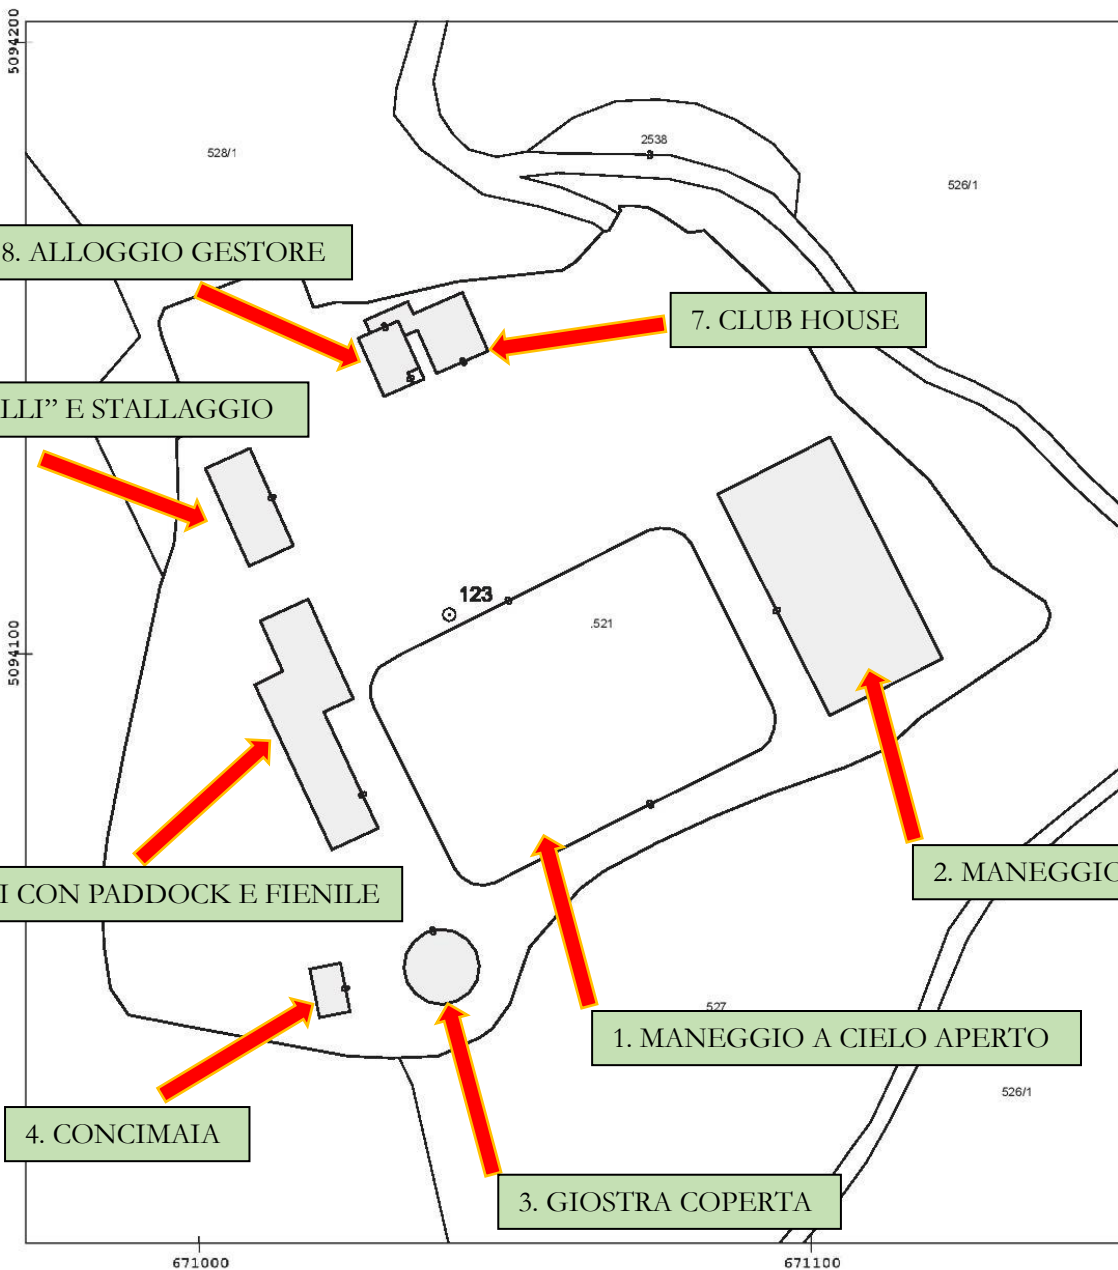 5094200
2538
528/1
526/1
8. ALLOGGIO GESTORE
7. CLUB HOUSE
LLI” E STALLAGGIO
123
.521
5094100
2. MANEGGIO
I CON PADDOCK E FIENILE
527
1. MANEGGIO A CIELO APERTO
526/1
4. CONCIMAIA
3. GIOSTRA COPERTA
671000
671100